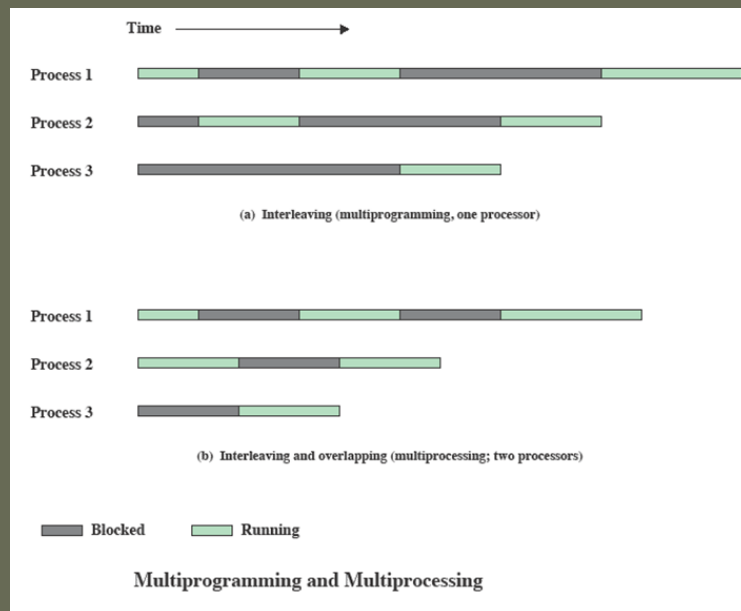 Time
Process 1
Process 2
Process 3
(a) Interleaving (multiprogramming, one processor)
Process 1
Process 2
Process 3
(b) Interleaving and overlapping (multiprocessing; two processors)
Blocked Running
Multiprogramming and Multiprocessing